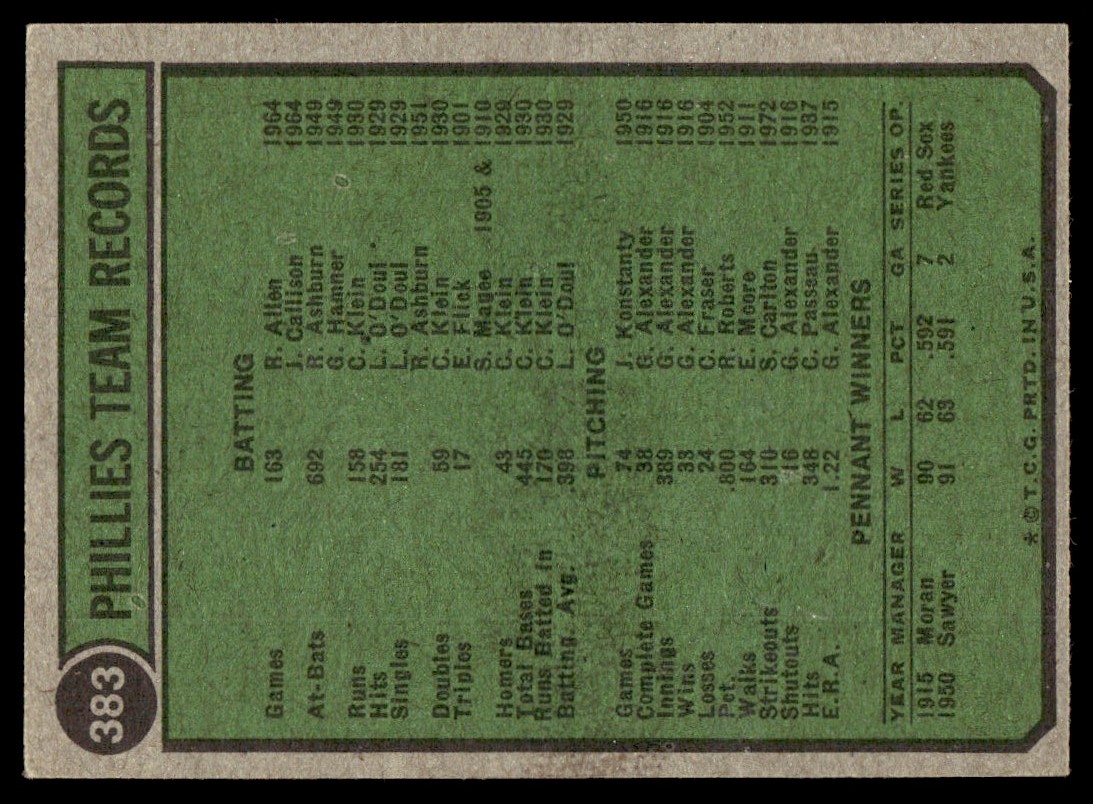 383 PHILLIES TEAM RECORDS
BATTING
Games 163 R. Allen 1964
J. Callison 1964
At-Bats 692 R. Ashburn 1949
G. Hamner 1949
Runs 158 C. Klein 1930
Hits 254 L. O'Doul 1929
Singles 181 L. O'Doul 1929
R. Ashburn 1951
Doubles 59 C. Klein 1930
Triples 17 E. Flick 1901
S. Magee 1905 & 1910
Homers 43 C. Klein 1929
Total Bases 445 C. Klein 1930
Runs Batted in 170 C. Klein 1930
Batting Avg. .398 L. O'Doul 1929
PITCHING
Games 74 J. Konstanty 1950
Complete Games 38 G. Alexander 1916
Innings 389 G. Alexander 1916
Wins 33 G. Alexander 1916
Losses 24 C. Fraser 1904
Pct. .800 R. Roberts 1952
Walks 164 E. Moore 1911
Strikeouts 310 S. Carlton 1972
Shutouts 16 G. Alexander 1916
Hits 348 C. Passeau 1937
E.R.A. 1.22 G. Alexander 1915
PENNANT WINNERS
YEAR MANAGER W L PCT GA SERIES OP.
1915 Moran 90 62 .592 7 Red Sox
1950 Sawyer 91 63 .591 2 Yankees
* © T.C.G. PRTD. IN U.S.A.